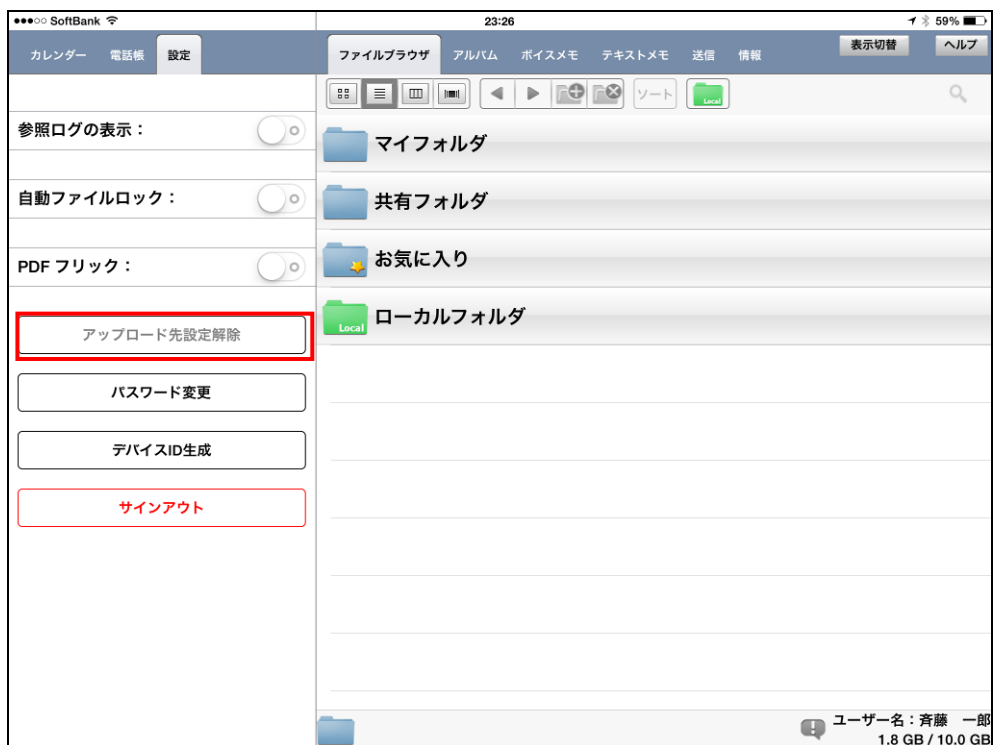 ●●●○○ SoftBank 23:26 59%
カレンダー 電話帳 設定
ファイルブラウザ アルバム ボイスメモ テキストメモ 送信 情報 表示切替 ヘルプ
ソート Local
参照ログの表示：
自動ファイルロック：
PDF フリック：
アップロード先設定解除
パスワード変更
デバイスID生成
サインアウト
マイフォルダ
共有フォルダ
お気に入り
Local ローカルフォルダ
ユーザー名：斉藤　一郎
1.8 GB / 10.0 GB